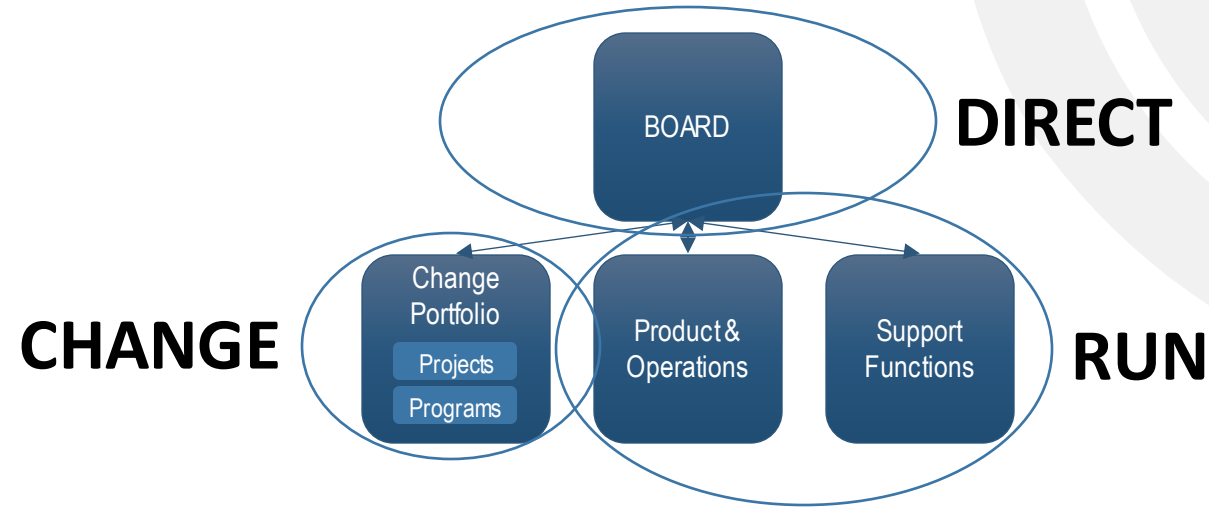 BOARD
DIRECT
CHANGE
Change
Portfolio
Projects
Programs
Product &
Operations
Support
Functions
RUN